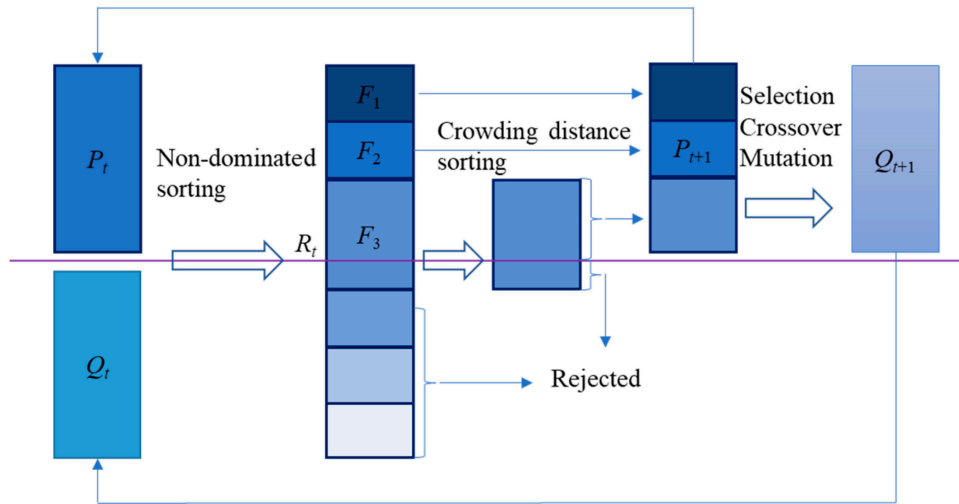 P_t
Non-dominated
sorting
Q_t
R_t
F_1
F_2
F_3
Crowding distance
sorting
Rejected
P_{t+1}
Selection
Crossover
Mutation
Q_{t+1}